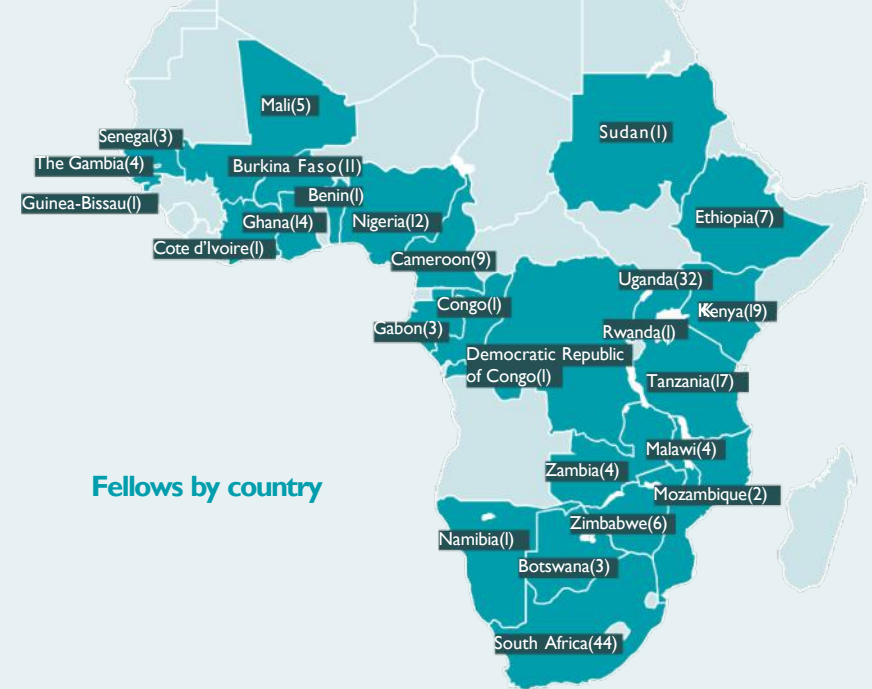 Mali(5)
Sudan(1)
Senegal(3)
The Gambia(4)
Burkina Faso(11)
Benin(1)
Guinea-Bissau(1)
Ghana(14)
Nigeria(12)
Ethiopia(7)
Cote d'Ivoire(1)
Cameroon(9)
Uganda(32)
Congo(1)
Kenya(19)
Gabon(3)
Rwanda(1)
Democratic Republic
of Congo(1)
Tanzania(17)
Malawi(4)
Zambia(4)
Fellows by country
Mozambique(2)
Zimbabwe(6)
Namibia(1)
Botswana(3)
South Africa(44)